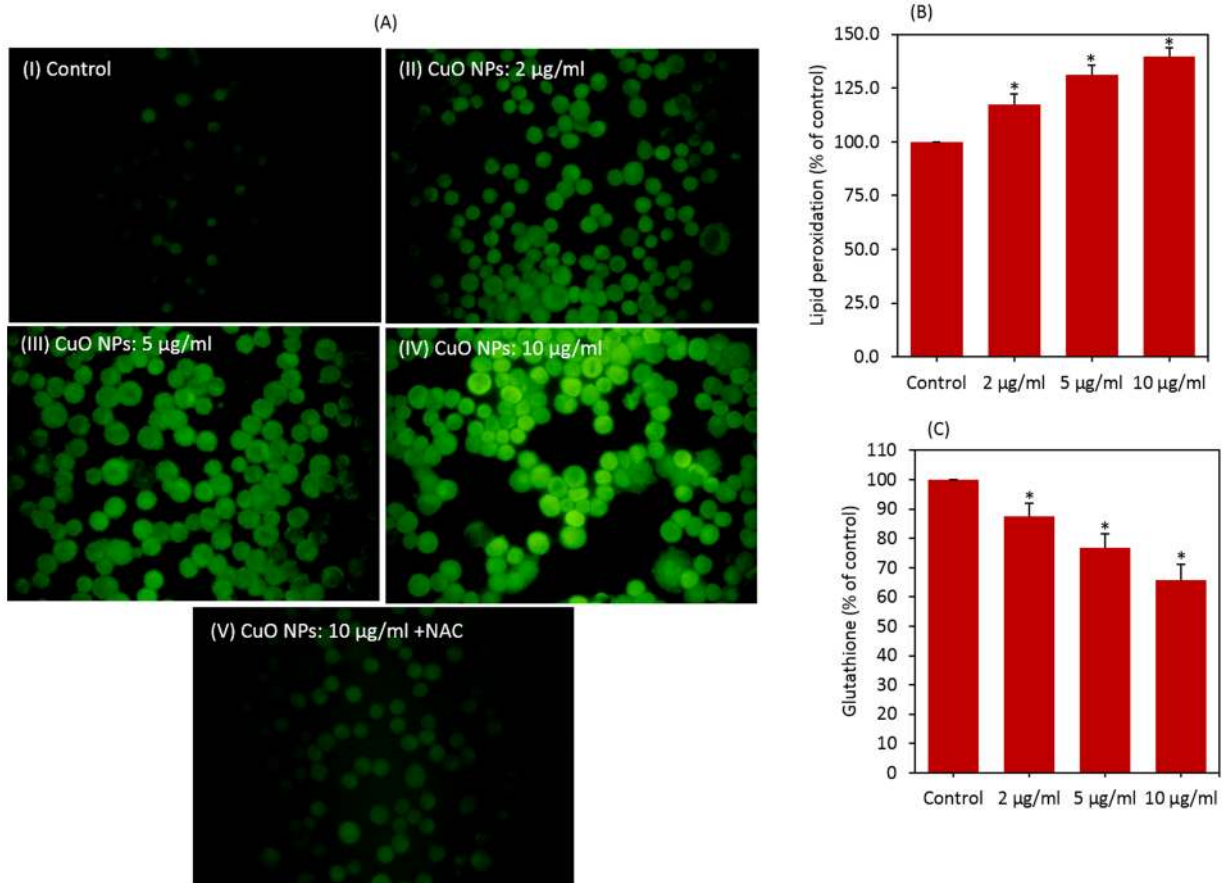 (A)
(I) Control
(II) CuO NPs: 2 µg/ml
(III) CuO NPs: 5 µg/ml
(IV) CuO NPs: 10 µg/ml
(V) CuO NPs: 10 µg/ml +NAC
(B)
Lipid peroxidation (% of control)
150.0
125.0
100.0
75.0
50.0
25.0
0.0
*
*
*
Control 2 µg/ml 5 µg/ml 10 µg/ml
(C)
Glutathione (% of control)
110
100
90
80
70
60
50
40
30
20
10
0
*
*
*
Control 2 µg/ml 5 µg/ml 10 µg/ml